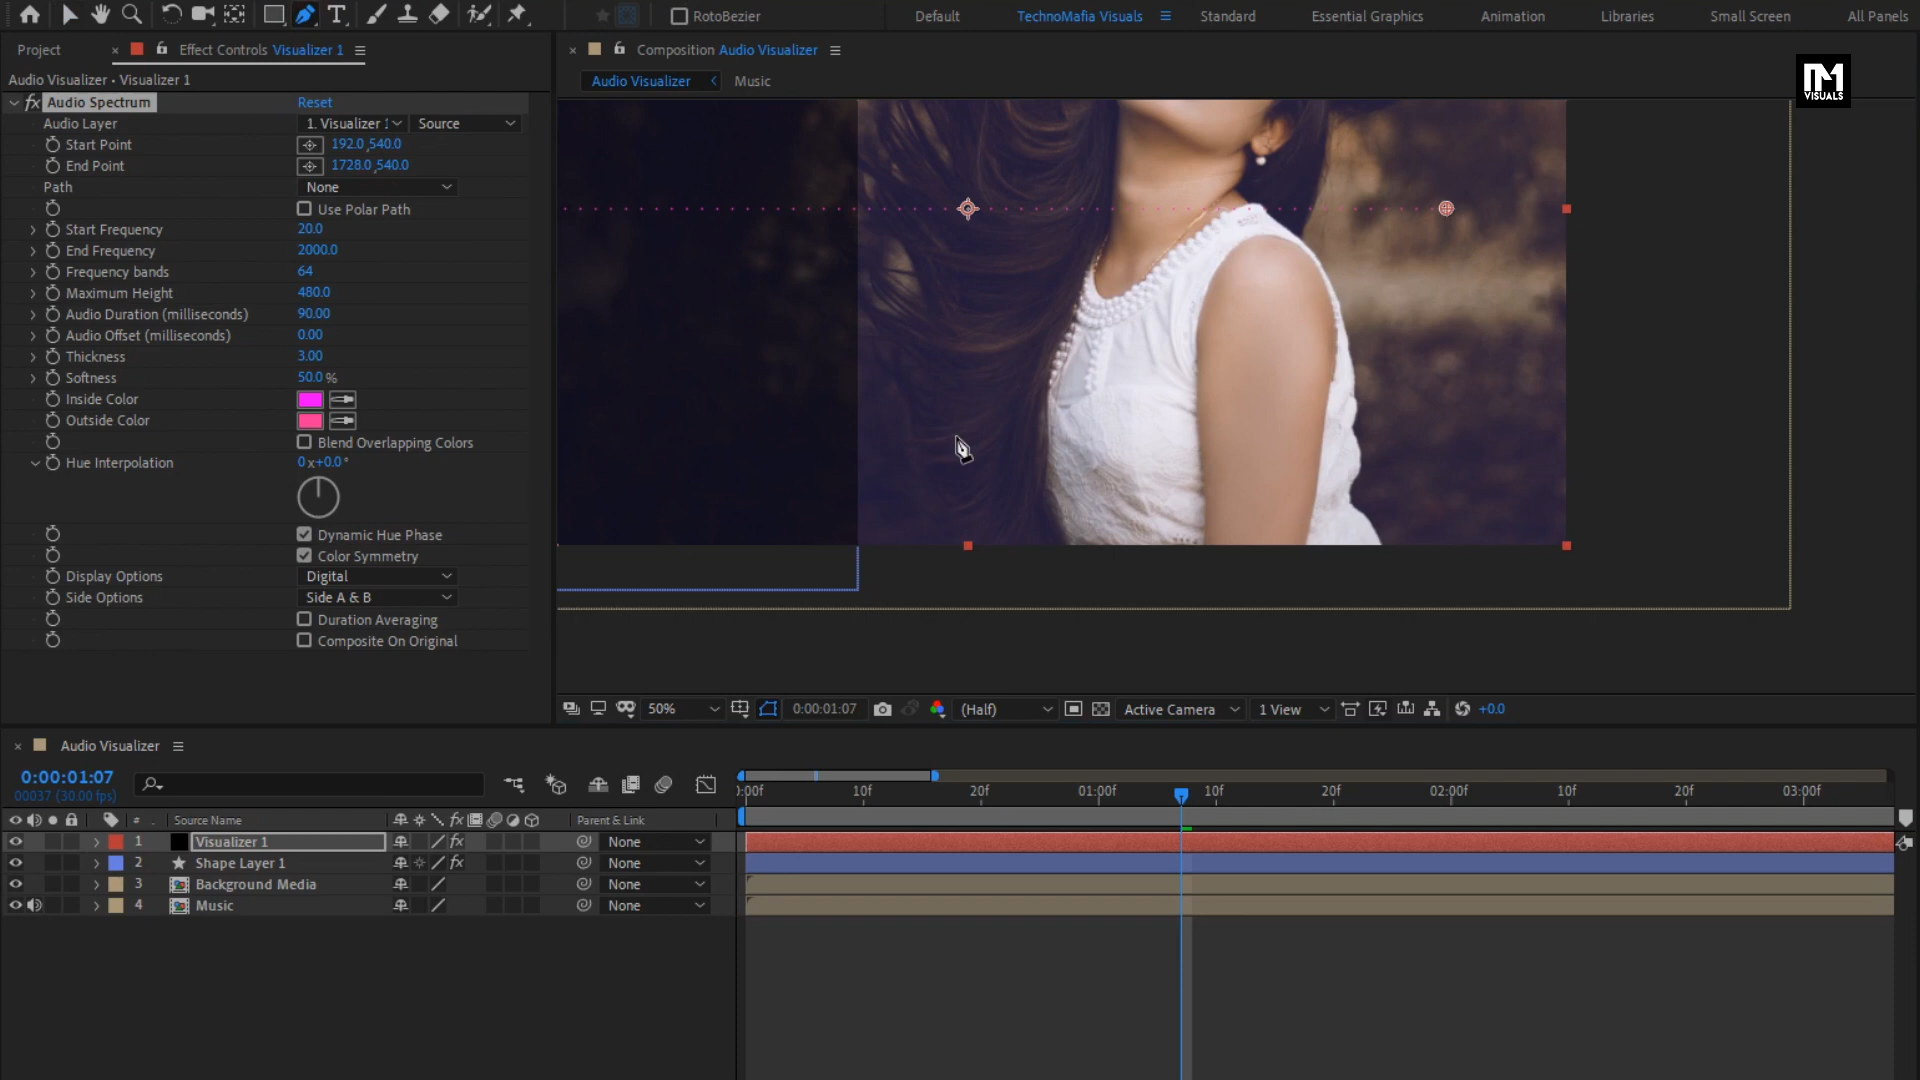 RotoBezier
Default
TechnoMafia Visuals
Standard
Essential Graphics
Animation
Libraries
Small Screen
All Panels
Project
Effect Controls Visualizer 1
Composition Audio Visualizer
Audio Visualizer • Visualizer 1
Audio Visualizer
Music
VISUALS
fx Audio Spectrum Reset
Audio Layer 1. Visualizer : Source
Start Point 192.0,540.0
End Point 1728.0,540.0
Path None
Use Polar Path
Start Frequency 20.0
End Frequency 2000.0
Frequency bands 64
Maximum Height 480.0
Audio Duration (milliseconds) 90.00
Audio Offset (milliseconds) 0.00
Thickness 3.00
Softness 50.0 %
Inside Color
Outside Color
Blend Overlapping Colors
Hue Interpolation 0 x+0.0 °
Dynamic Hue Phase
Color Symmetry
Display Options Digital
Side Options Side A & B
Duration Averaging
Composite On Original
50% 0:00:01:07 (Half) Active Camera 1 View +0.0
Audio Visualizer
0:00:01:07
00037 (30.00 fps)
):00f 10f 20f 01:00f 10f 20f 02:00f 10f 20f 03:00f
# Source Name fx Parent & Link
1 Visualizer 1 fx None
2 Shape Layer 1 fx None
3 Background Media None
4 Music None